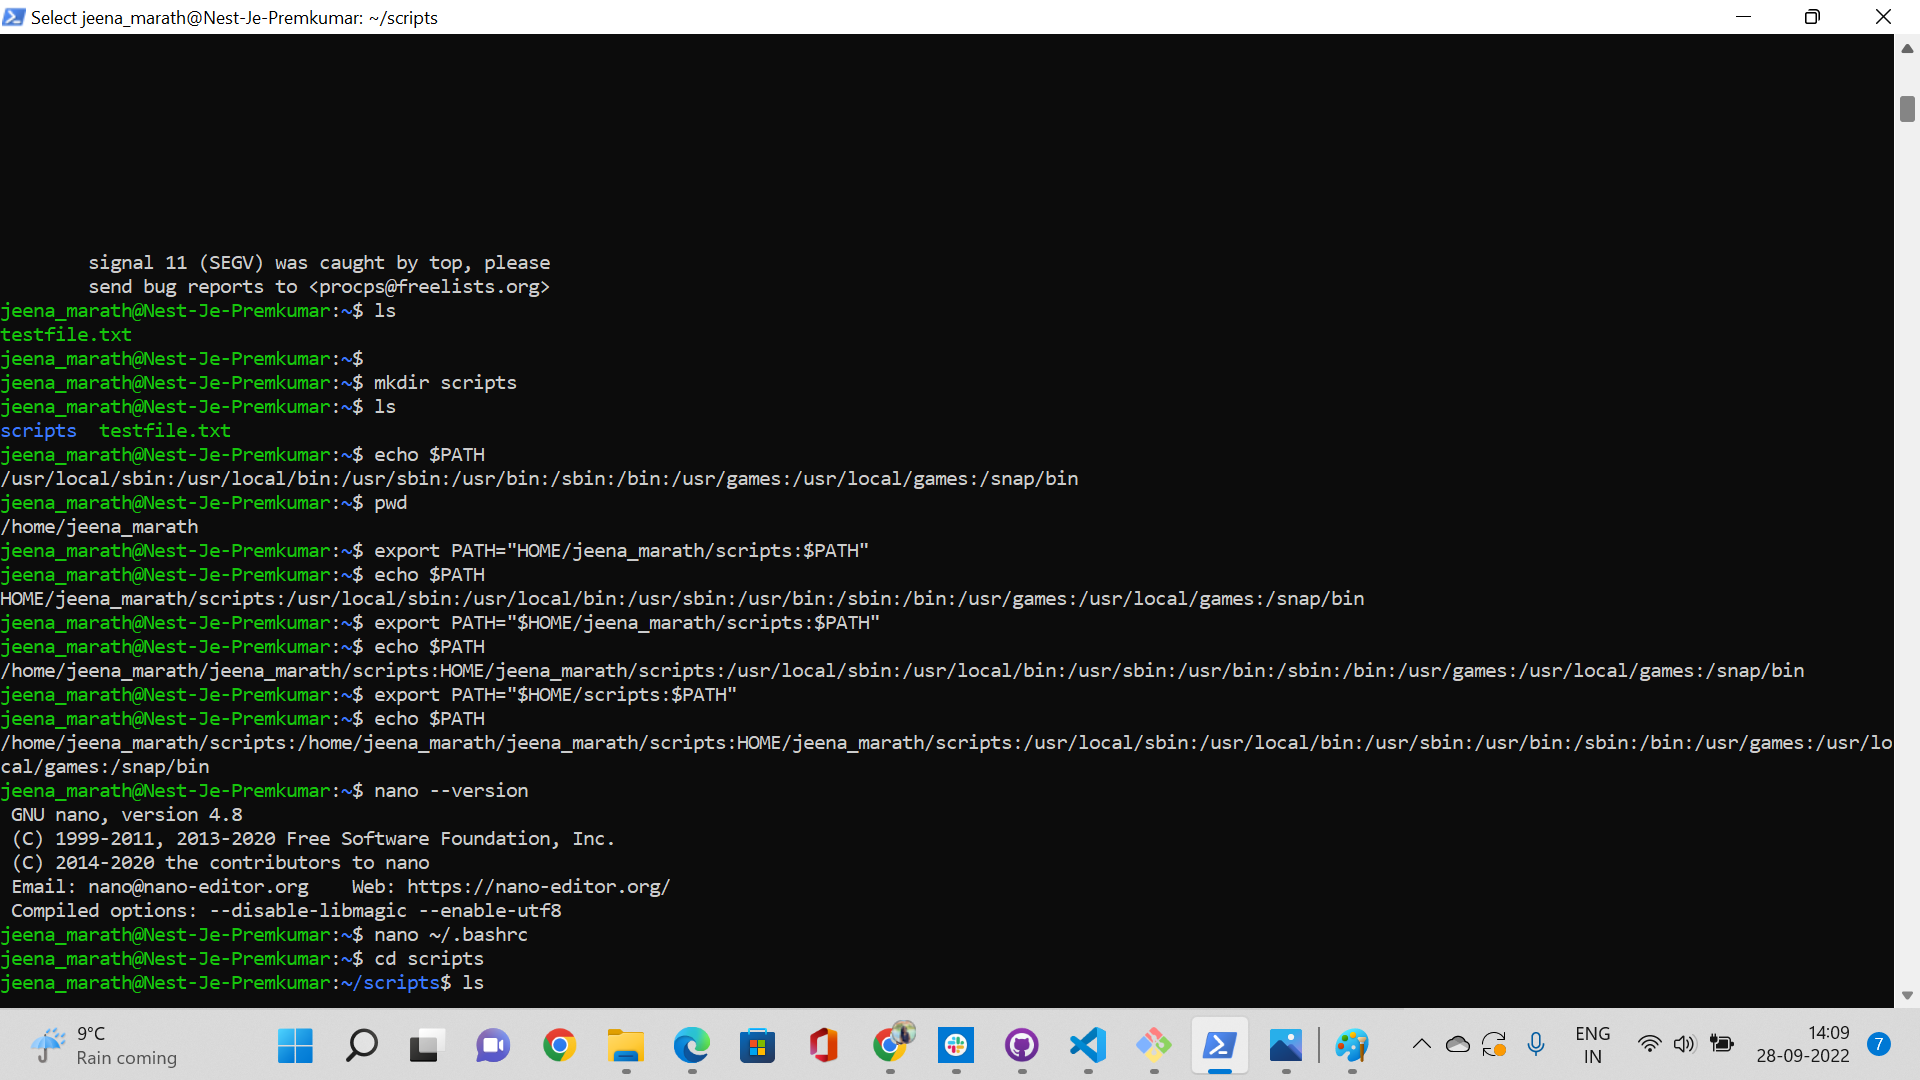 Select jeena_marath@Nest-Je-Premkumar: ~/scripts
signal 11 (SEGV) was caught by top, please
send bug reports to <procps@freelists.org>
jeena_marath@Nest-Je-Premkumar:~$ ls
testfile.txt
jeena_marath@Nest-Je-Premkumar:~$
jeena_marath@Nest-Je-Premkumar:~$ mkdir scripts
jeena_marath@Nest-Je-Premkumar:~$ ls
scripts  testfile.txt
jeena_marath@Nest-Je-Premkumar:~$ echo $PATH
/usr/local/sbin:/usr/local/bin:/usr/sbin:/usr/bin:/sbin:/bin:/usr/games:/usr/local/games:/snap/bin
jeena_marath@Nest-Je-Premkumar:~$ pwd
/home/jeena_marath
jeena_marath@Nest-Je-Premkumar:~$ export PATH="HOME/jeena_marath/scripts:$PATH"
jeena_marath@Nest-Je-Premkumar:~$ echo $PATH
HOME/jeena_marath/scripts:/usr/local/sbin:/usr/local/bin:/usr/sbin:/usr/bin:/sbin:/bin:/usr/games:/usr/local/games:/snap/bin
jeena_marath@Nest-Je-Premkumar:~$ export PATH="$HOME/jeena_marath/scripts:$PATH"
jeena_marath@Nest-Je-Premkumar:~$ echo $PATH
/home/jeena_marath/jeena_marath/scripts:HOME/jeena_marath/scripts:/usr/local/sbin:/usr/local/bin:/usr/sbin:/usr/bin:/sbin:/bin:/usr/games:/usr/local/games:/snap/bin
jeena_marath@Nest-Je-Premkumar:~$ export PATH="$HOME/scripts:$PATH"
jeena_marath@Nest-Je-Premkumar:~$ echo $PATH
/home/jeena_marath/scripts:/home/jeena_marath/jeena_marath/scripts:HOME/jeena_marath/scripts:/usr/local/sbin:/usr/local/bin:/usr/sbin:/usr/bin:/sbin:/bin:/usr/games:/usr/lo
cal/games:/snap/bin
jeena_marath@Nest-Je-Premkumar:~$ nano --version
GNU nano, version 4.8
(C) 1999-2011, 2013-2020 Free Software Foundation, Inc.
(C) 2014-2020 the contributors to nano
Email: nano@nano-editor.org    Web: https://nano-editor.org/
Compiled options: --disable-libmagic --enable-utf8
jeena_marath@Nest-Je-Premkumar:~$ nano ~/.bashrc
jeena_marath@Nest-Je-Premkumar:~$ cd scripts
jeena_marath@Nest-Je-Premkumar:~/scripts$ ls
9°C
Rain coming
ENG
IN
14:09
28-09-2022
7